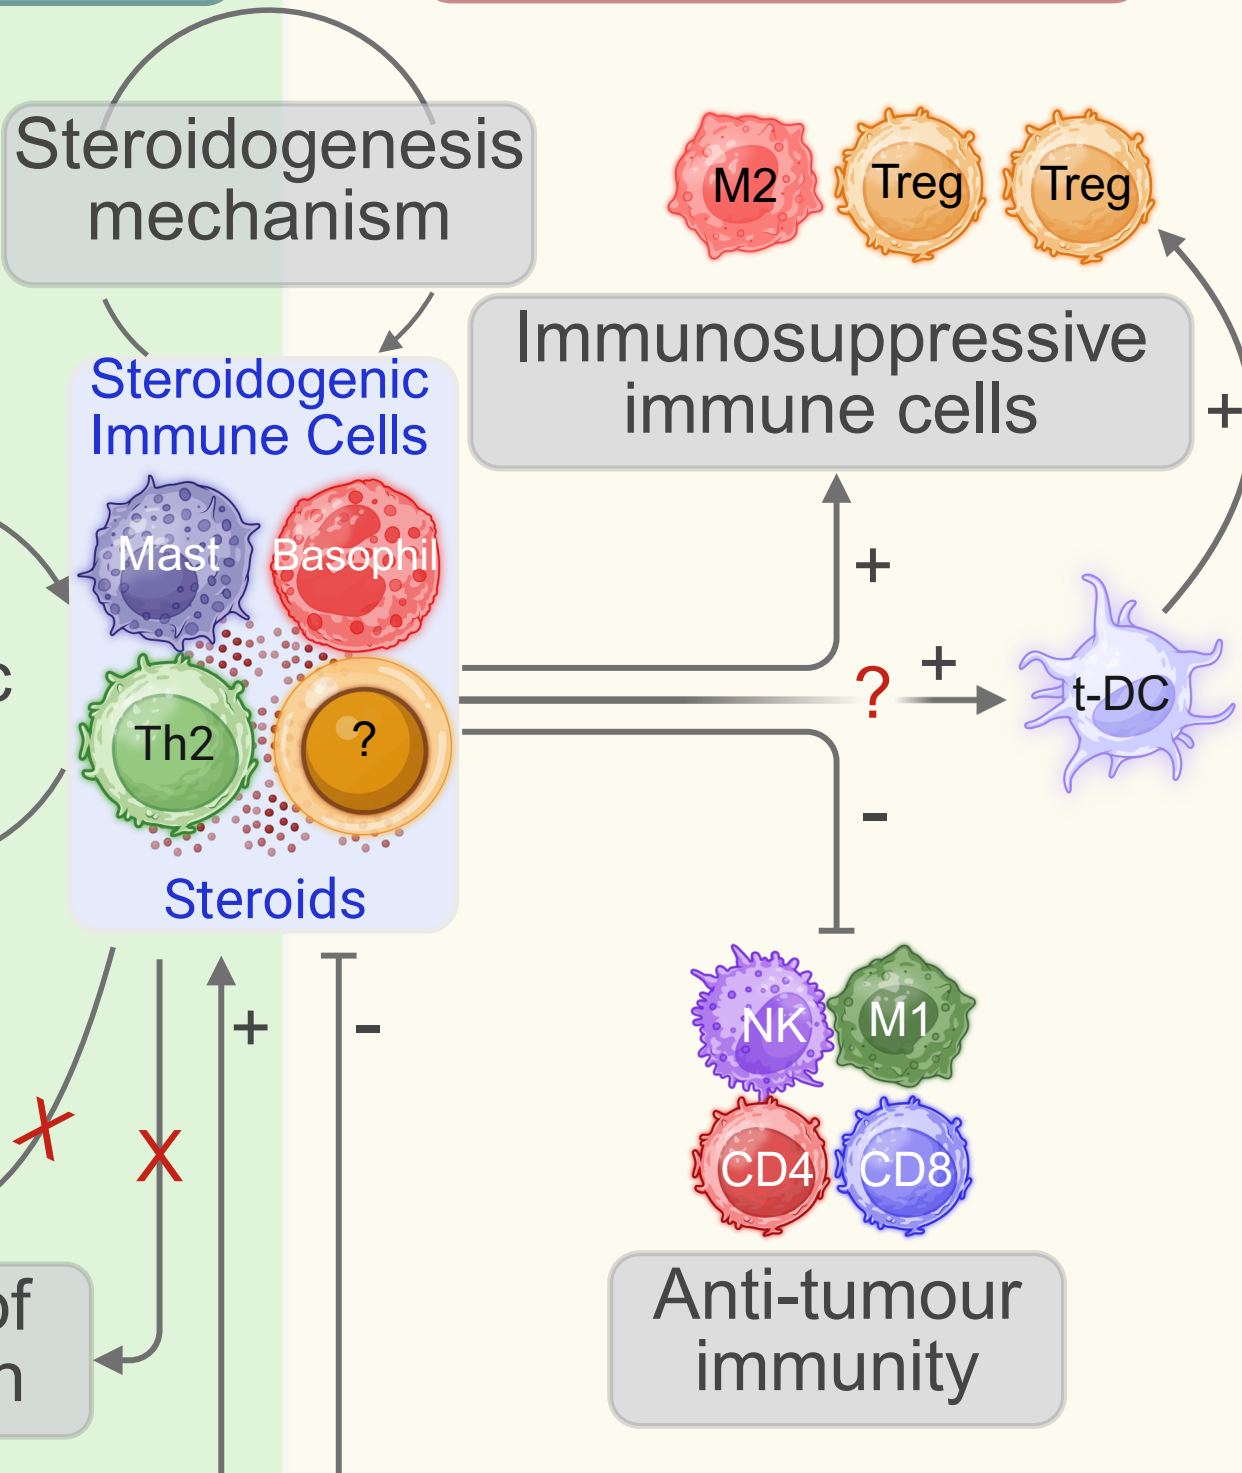 Steroidogenesis
mechanism
M2
Treg
Treg
Immunosuppressive
immune cells
+
Steroidogenic
Immune Cells
Mast
Basophil
+
c
Th2
?
?
+
t-DC
-
Steroids
+
-
NK
M1
X
X
CD4
CD8
of
n
Anti-tumour
immunity